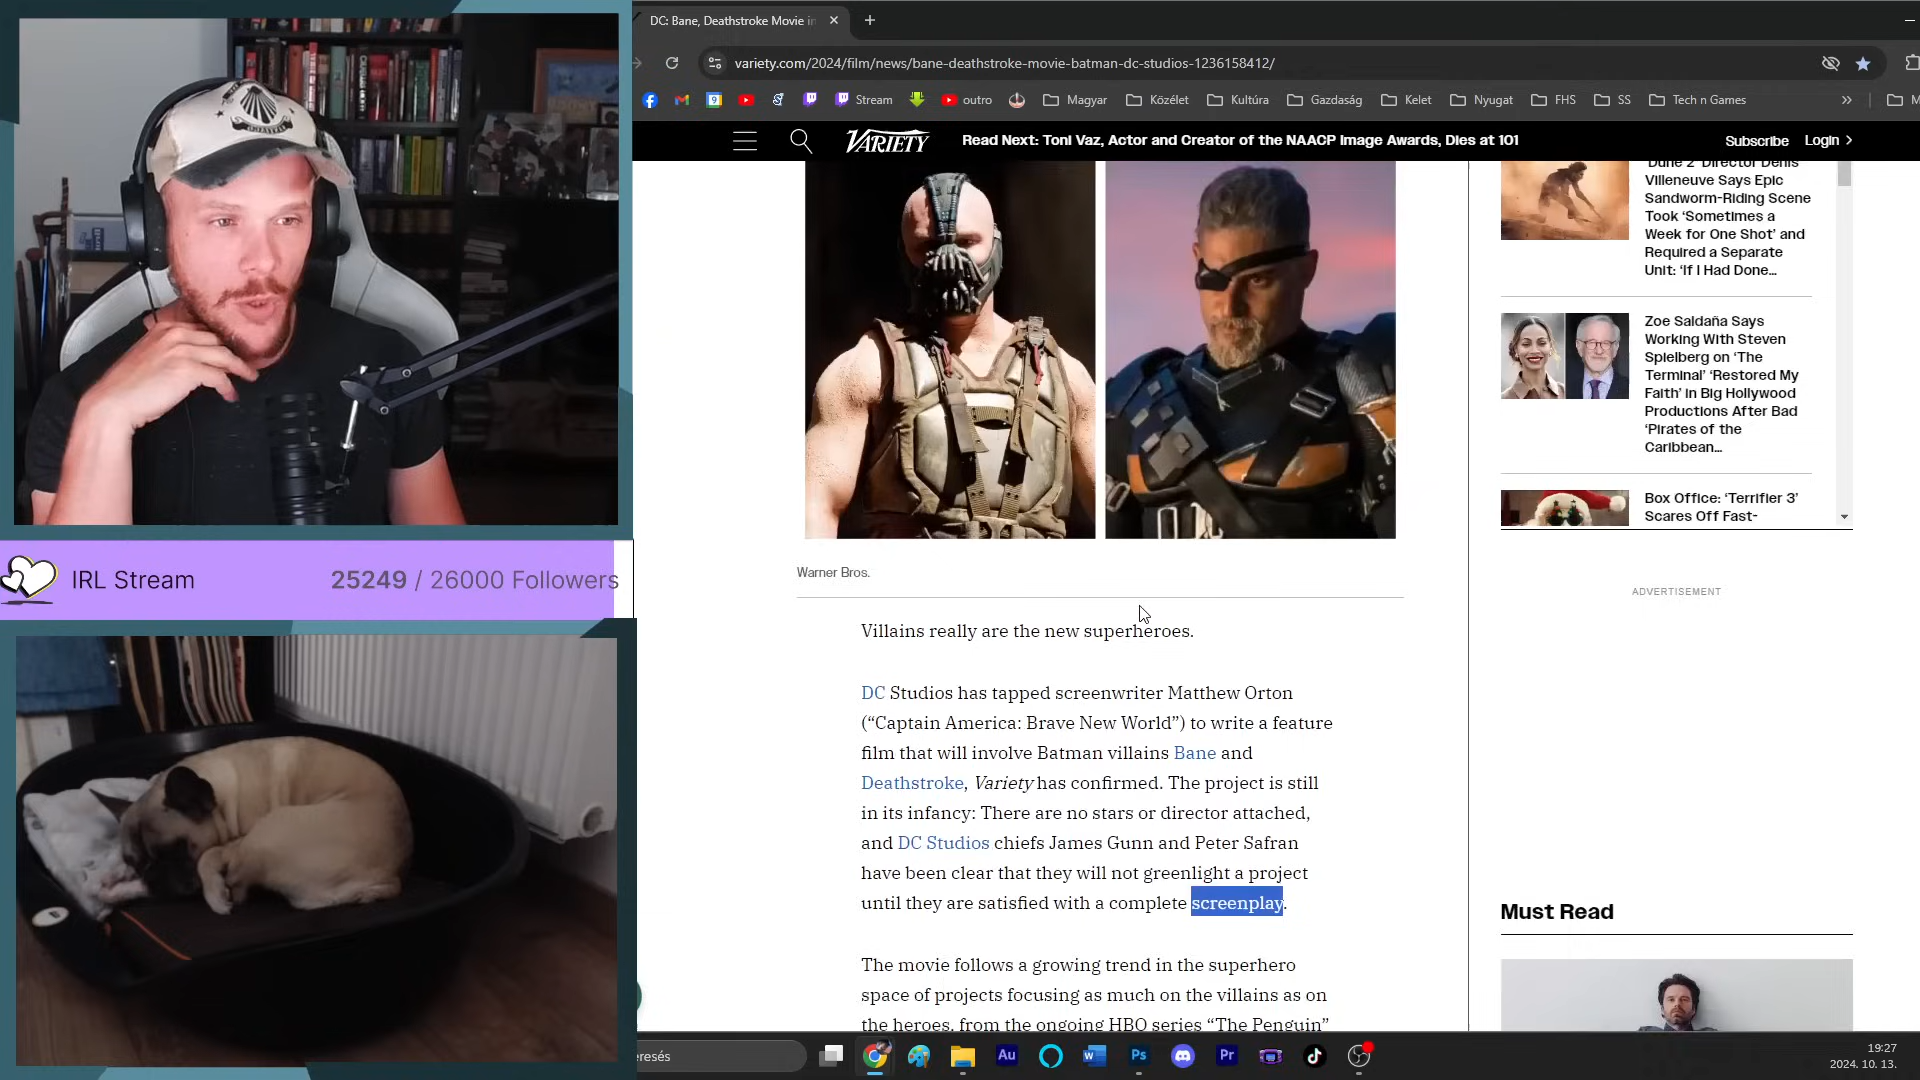 DC: Bane, Deathstroke Movie in
variety.com/2024/film/news/bane-deathstroke-movie-batman-dc-studios-1236158412/
Stream
outro
Magyar
Közélet
Kultúra
Gazdaság
Kelet
Nyugat
FHS
SS
Tech n Games
VARIETY
Read Next: Toni Vaz, Actor and Creator of the NAACP Image Awards, Dies at 101
Subscribe
Login
'Dune 2' Director Denis
Villeneuve Says Epic
Sandworm-Riding Scene
Took ‘Sometimes a
Week for One Shot’ and
Required a Separate
Unit: ‘If I Had Done...
Zoe Saldaña Says
Working With Steven
Spielberg on ‘The
Terminal’ ‘Restored My
Faith’ in Big Hollywood
Productions After Bad
‘Pirates of the
Caribbean...
Box Office: ‘Terrifier 3’
Scares Off Fast-
ADVERTISEMENT
Must Read
Warner Bros.
Villains really are the new superheroes.
DC Studios has tapped screenwriter Matthew Orton
(“Captain America: Brave New World”) to write a feature
film that will involve Batman villains Bane and
Deathstroke, Variety has confirmed. The project is still
in its infancy: There are no stars or director attached,
and DC Studios chiefs James Gunn and Peter Safran
have been clear that they will not greenlight a project
until they are satisfied with a complete screenplay.
The movie follows a growing trend in the superhero
space of projects focusing as much on the villains as on
the heroes, from the ongoing HBO series “The Penguin”
IRL Stream
25249 / 26000 Followers
eresés
Au
W
Ps
Pr
19:27
2024. 10. 13.